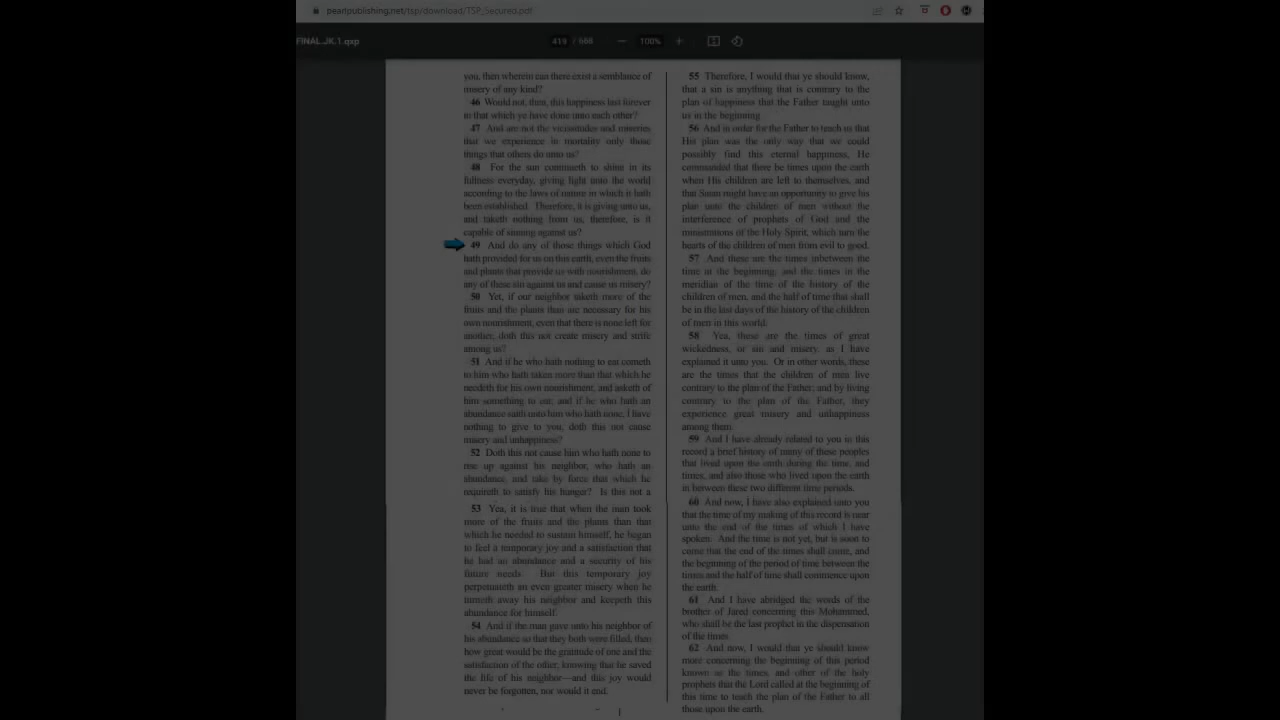 pearlpublishing.net/tsp/download/TSP_Secured.pdf
FINAL.JK.1.qxp
419 / 668
100%
you, then wherein can there exist a semblance of
misery of any kind?
46 Would not, then, this happiness last forever
in that which ye have done unto each other?
47 And are not the vicissitudes and miseries
that we experience in mortality only those
things that others do unto us?
48 For the sun continueth to shine in its
fullness everyday, giving light unto the world
according to the laws of nature in which it hath
been established. Therefore, it is giving unto us,
and taketh nothing from us, therefore, is it
capable of sinning against us?
49 And do any of those things which God
hath provided for us on this earth, even the fruits
and plants that provide us with nourishment, do
any of these sin against us and cause us misery?
50 Yet, if our neighbor taketh more of the
fruits and the plants than are necessary for his
own nourishment, even that there is none left for
another, doth this not create misery and strife
among us?
51 And if he who hath nothing to eat cometh
to him who hath taken more than that which he
needeth for his own nourishment, and asketh of
him something to eat; and if he who hath an
abundance saith unto him who hath none, I have
nothing to give to you, doth this not cause
misery and unhappiness?
52 Doth this not cause him who hath none to
rise up against his neighbor, who hath an
abundance, and take by force that which he
requireth to satisfy his hunger? Is this not a
53 Yea, it is true that when the man took
more of the fruits and the plants than that
which he needed to sustain himself, he began
to feel a temporary joy and a satisfaction that
he had an abundance and a security of his
future needs. But this temporary joy
perpetuateth an even greater misery when he
turneth away his neighbor and keepeth this
abundance for himself.
54 And if the man gave unto his neighbor of
his abundance so that they both were filled, then
how great would be the gratitude of one and the
satisfaction of the other, knowing that he saved
the life of his neighbor—and this joy would
never be forgotten, nor would it end.
55 Therefore, I would that ye should know,
that a sin is anything that is contrary to the
plan of happiness that the Father taught unto
us in the beginning.
56 And in order for the Father to teach us that
His plan was the only way that we could
possibly find this eternal happiness, He
commanded that there be times upon the earth
when His children are left to themselves, and
that Satan might have an opportunity to give his
plan unto the children of men without the
interference of prophets of God and the
ministrations of the Holy Spirit, which turn the
hearts of the children of men from evil to good.
57 And these are the times inbetween the
time at the beginning, and the times in the
meridian of the time of the history of the
children of men, and the half of time that shall
be in the last days of the history of the children
of men in this world.
58 Yea, these are the times of great
wickedness, or sin and misery, as I have
explained it unto you. Or in other words, these
are the times that the children of men live
contrary to the plan of the Father; and by living
contrary to the plan of the Father, they
experience great misery and unhappiness
among them.
59 And I have already related to you in this
record a brief history of many of these peoples
that lived upon the earth during the time, and
times, and also those who lived upon the earth
in between these two different time periods.
60 And now, I have also explained unto you
that the time of my making of this record is near
unto the end of the times of which I have
spoken. And the time is not yet, but is soon to
come that the end of the times shall come, and
the beginning of the period of time between the
times and the half of time shall commence upon
the earth.
61 And I have abridged the words of the
brother of Jared concerning this Mohammed,
who shall be the last prophet in the dispensation
of the times.
62 And now, I would that ye should know
more concerning the beginning of this period
known as the times, and other of the holy
prophets that the Lord called at the beginning of
this time to teach the plan of the Father to all
those upon the earth.